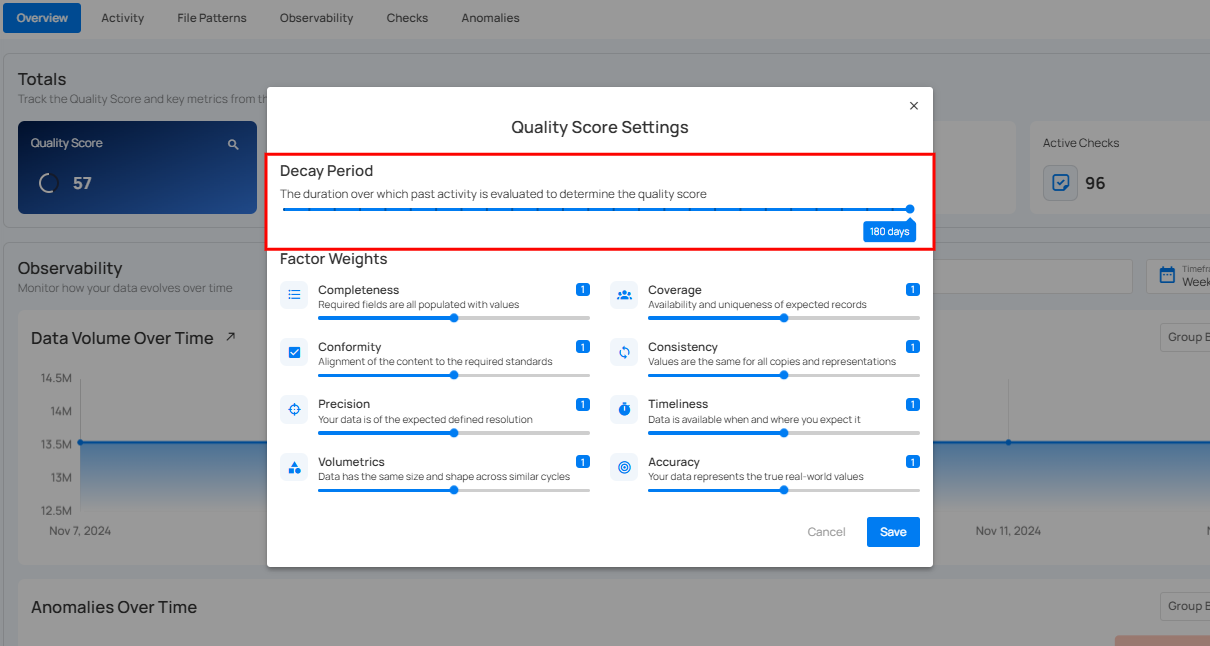 Overview
Activity
File Patterns
Observability
Checks
Anomalies
Totals
Track the Quality Score and key metrics from
Quality Score
57
Active Checks
96
Quality Score Settings
Decay Period
The duration over which past activity is evaluated to determine the quality score
180 days
Factor Weights
Completeness
1
Required fields are all populated with values
Coverage
1
Availability and uniqueness of expected records
Conformity
1
Alignment of the content to the required standards
Consistency
1
Values are the same for all copies and representations
Precision
1
Your data is of the expected defined resolution
Timeliness
1
Data is available when and where you expect it
Volumetrics
1
Data has the same size and shape across similar cycles
Accuracy
1
Your data represents the true real-world values
Cancel
Save
Observability
Monitor how your data evolves over time
Week
Data Volume Over Time
Group
14.5M
14M
13.5M
13M
12.5M
Nov 7, 2024
Nov 11, 2024
Anomalies Over Time
Group